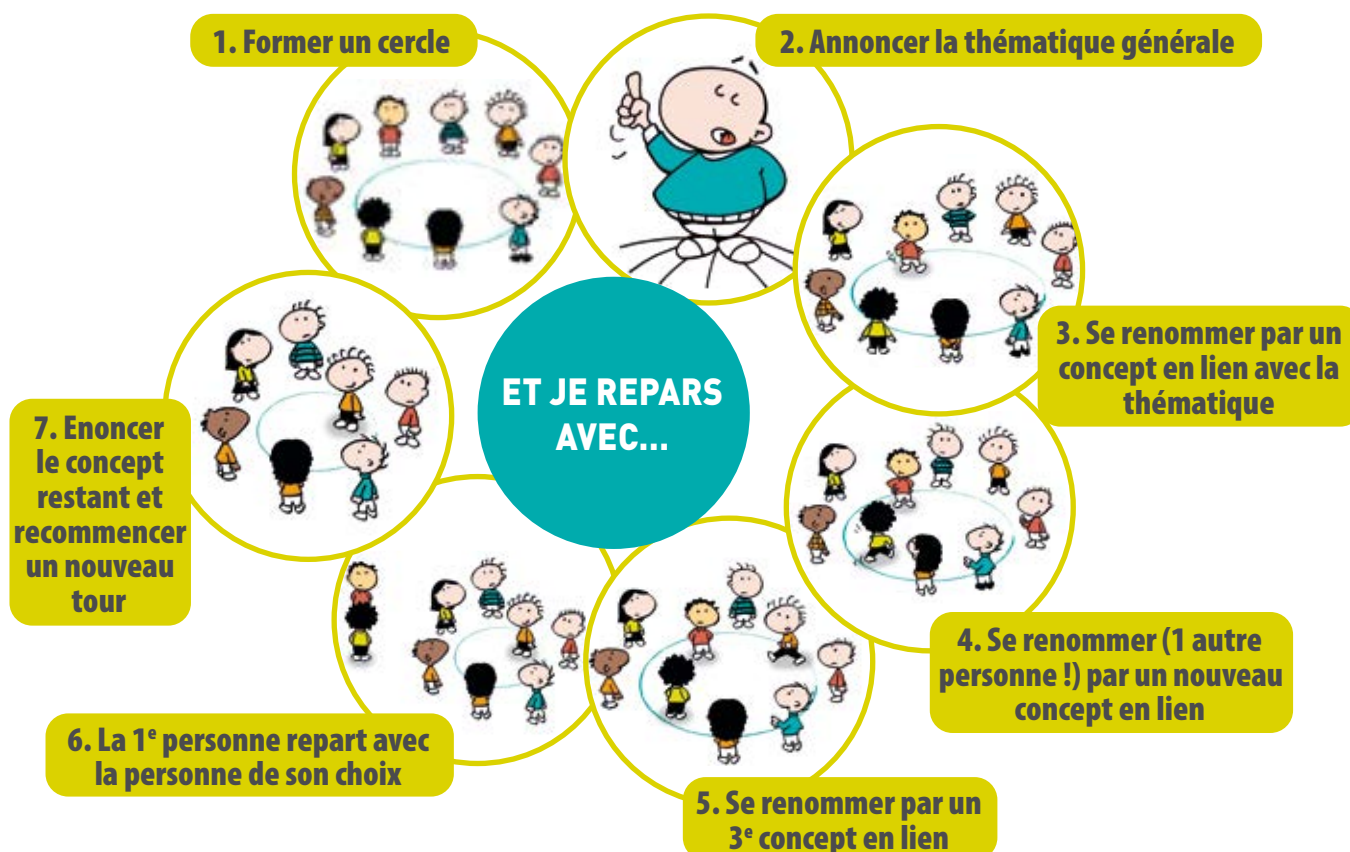 1. Former un cercle
2. Annoncer la thématique générale
3. Se renommer par un
concept en lien avec la
thématique
4. Se renommer (1 autre
personne !) par un nouveau
concept en lien
5. Se renommer par un
3e concept en lien
6. La 1e personne repart avec
la personne de son choix
7. Enoncer
le concept
restant et
recommencer
un nouveau
tour
ET JE REPARS
AVEC...